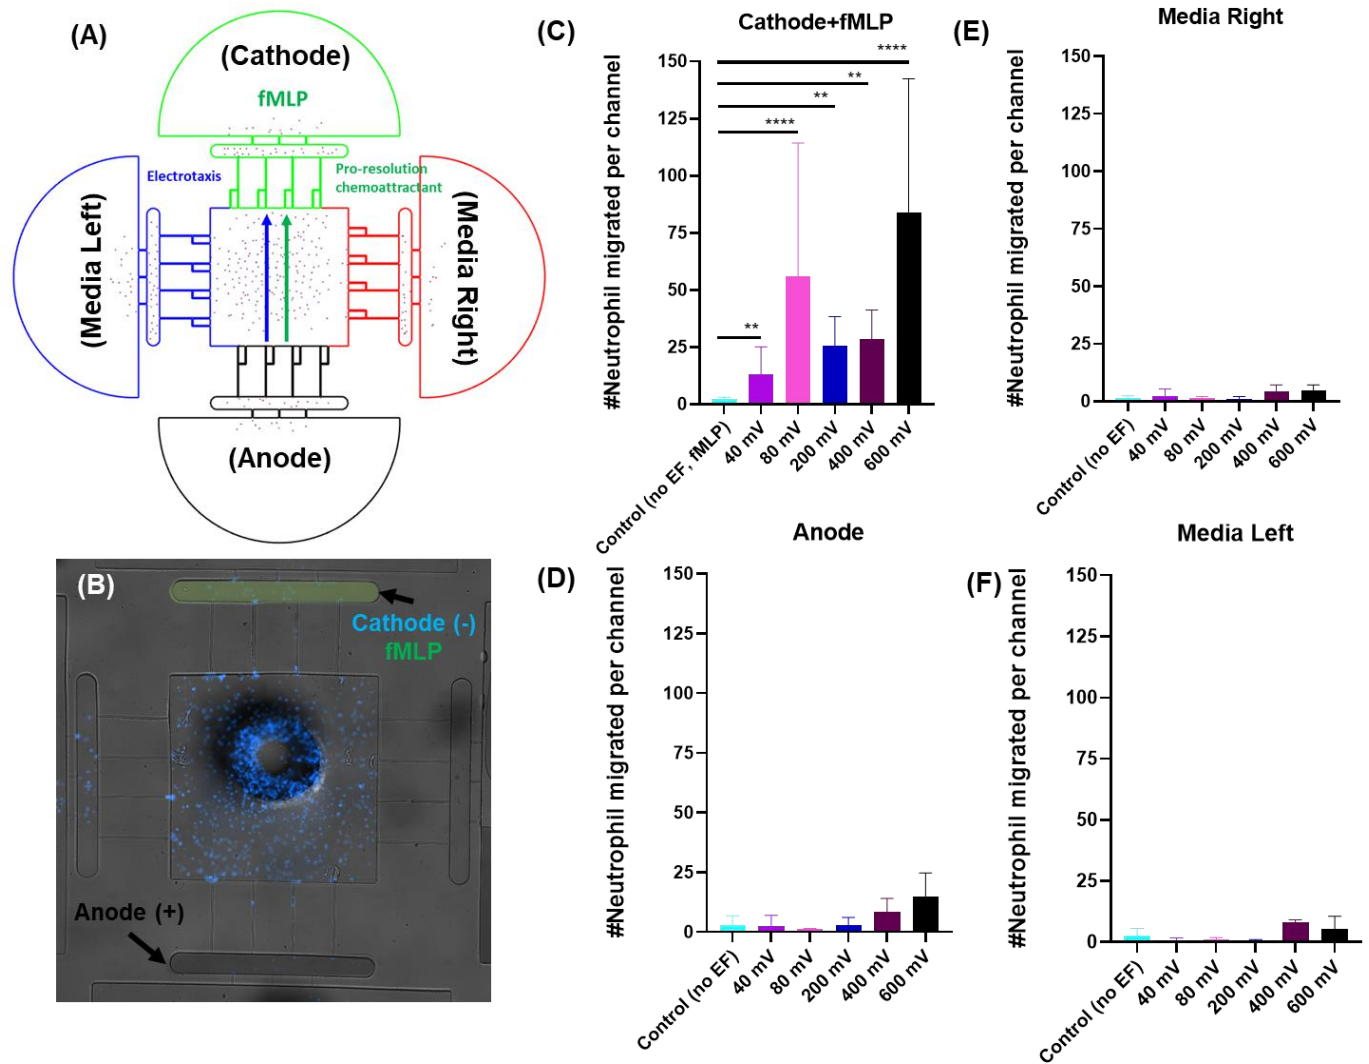 (A)
(Cathode)
fMLP
Electrotaxis
Pro-resolution
chemoattractant
(Media Left)
(Media Right)
(Anode)
(B)
Cathode (-)
fMLP
Anode (+)
(C)
Cathode+fMLP
#Neutrophil migrated per channel
150
125
100
75
50
25
0
****
**
**
****
**
Control (no EF, fMLP)
40 mV
80 mV
200 mV
400 mV
600 mV
(D)
Anode
#Neutrophil migrated per channel
150
125
100
75
50
25
0
Control (no EF)
40 mV
80 mV
200 mV
400 mV
600 mV
(E)
Media Right
#Neutrophil migrated per channel
150
125
100
75
50
25
0
Control (no EF)
40 mV
80 mV
200 mV
400 mV
600 mV
(F)
Media Left
#Neutrophil migrated per channel
150
125
100
75
50
25
0
Control (no EF)
40 mV
80 mV
200 mV
400 mV
600 mV